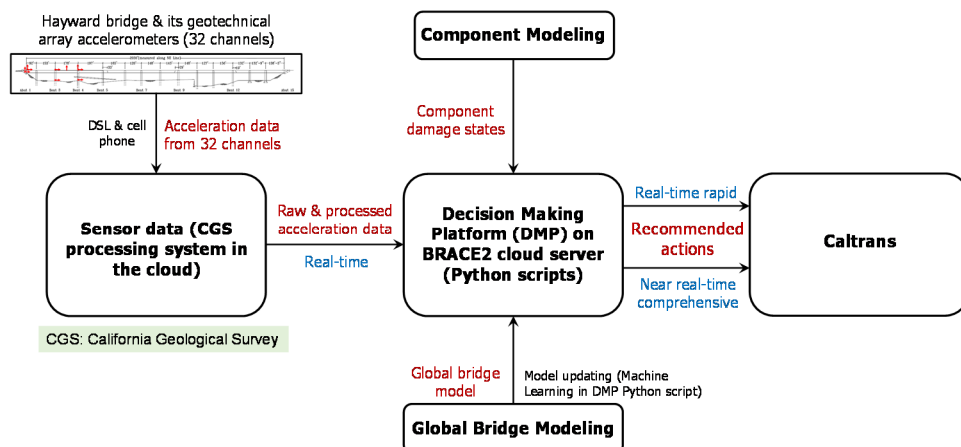 Hayward bridge & its geotechnical
array accelerometers (32 channels)
Component Modeling
DSL & cell
phone
Acceleration data
from 32 channels
Component
damage states
Sensor data (CGS
processing system in
the cloud)
Raw & processed
acceleration data
Real-time
Decision Making
Platform (DMP) on
BRACE2 cloud server
(Python scripts)
Real-time rapid
Recommended
actions
Near real-time
comprehensive
Caltrans
CGS: California Geological Survey
Global bridge
model
Model updating (Machine
Learning in DMP Python script)
Global Bridge Modeling